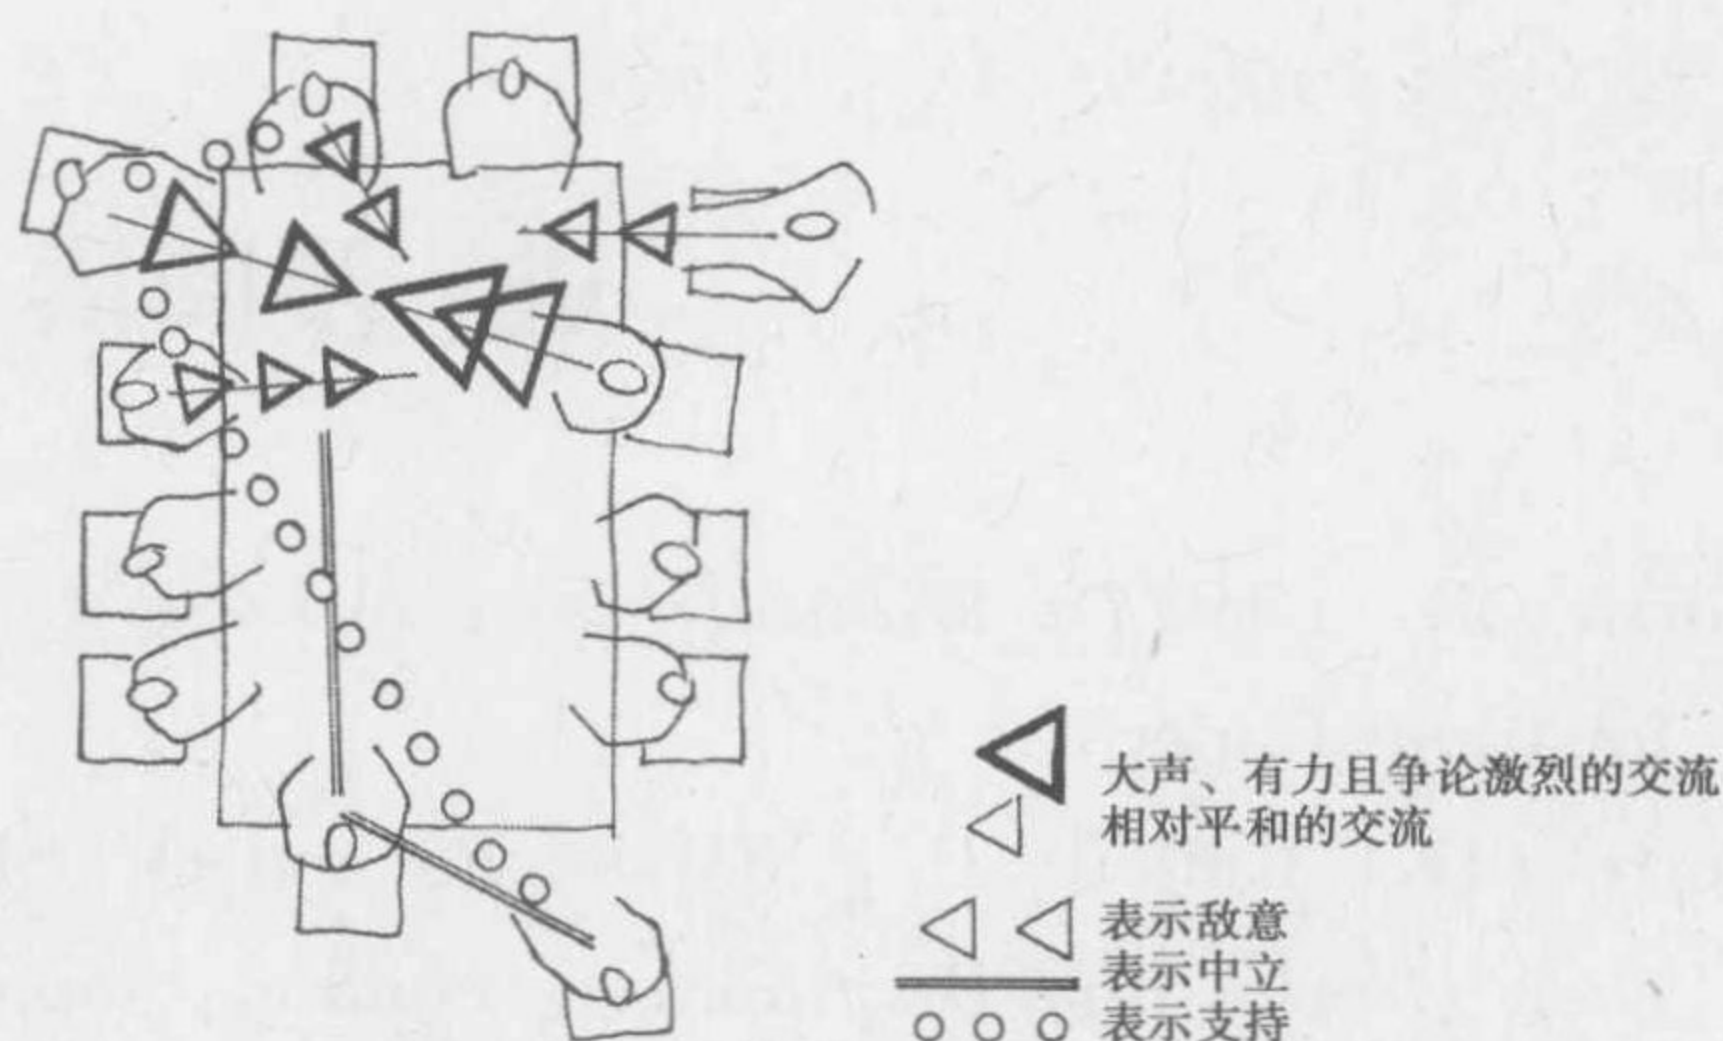 大声、有力且争论激烈的交流
相对平和的交流
表示敌意
表示中立
表示支持